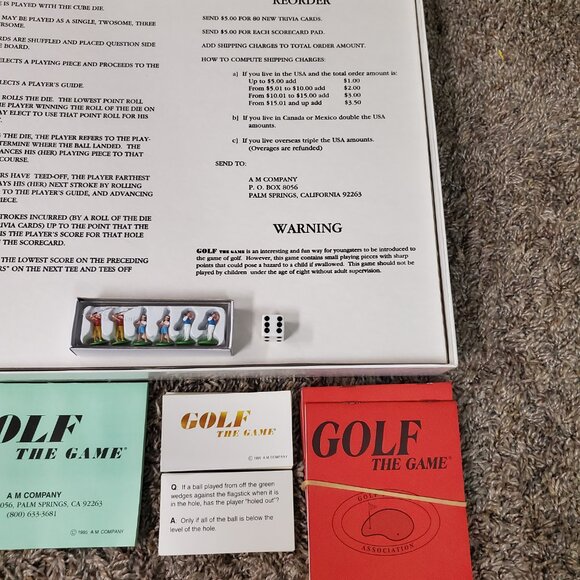 IS PLAYED WITH THE CUBE DIE.
MAY BE PLAYED AS A SINGLE, TWOSOME, THREE
ERSOME.
RDS ARE SHUFFLED AND PLACED QUESTION SIDE
E BOARD.
ELECTS A PLAYING PIECE AND PROCEEDS TO THE
ELECTS A PLAYER'S GUIDE.
ROLLS THE DIE. THE LOWEST POINT ROLL
HE PLAYER WINNING THE ROLL OF THE DIE ON
AY ELECT TO USE THAT POINT ROLL FOR HIS
T.
G THE DIE, THE PLAYER REFERS TO THE PLAY-
TERMINE WHERE THE BALL LANDED. THE
ANCES HIS (HER) PLAYING PIECE TO THAT
COURSE.
ERS HAVE TEED-OFF, THE PLAYER FARTHEST
AYS HIS (HER) NEXT STROKE BY ROLLING
TO THE PLAYER'S GUIDE, AND ADVANCING
IECE.
TROKES INCURRED (BY A ROLL OF THE DIE
IVIA CARDS) UP TO THE POINT THAT THE
IS THE PLAYER'S SCORE FOR THAT HOLE
N THE SCORECARD.
THE LOWEST SCORE ON THE PRECEDING
RS" ON THE NEXT TEE AND TEES OFF
REORDER
SEND $5.00 FOR 80 NEW TRIVIA CARDS.
SEND $5.00 FOR EACH SCORECARD PAD.
ADD SHIPPING CHARGES TO TOTAL ORDER AMOUNT.
HOW TO COMPUTE SHIPPING CHARGES:
a) If you live in the USA and the total order amount is:
Up to $5.00 add $1.00
From $5.01 to $10.00 add $2.00
From $10.01 to $15.00 add $3.00
From $15.01 and up add $3.50
b) If you live in Canada or Mexico double the USA
amounts.
c) If you live overseas triple the USA amounts.
(Overages are refunded)
SEND TO:
A M COMPANY
P. O. BOX 8056
PALM SPRINGS, CALIFORNIA 92263
WARNING
GOLF THE GAME is an interesting and fun way for youngsters to be introduced to
the game of golf. However, this game contains small playing pieces with sharp
points that could pose a hazard to a child if swallowed. This game should not be
played by children under the age of eight without adult supervision.
OLF
THE GAME®
A M COMPANY
056, PALM SPRINGS, CA 92263
(800) 633-3681
© 1985 A M COMPANY
GOLF
THE GAME®
© 1985 A M COMPANY
Q: If a ball played from off the green
wedges against the flagstick when it is
in the hole, has the player "holed out"?
A: Only if all of the ball is below the
level of the hole.
GOLF
THE GAME®
ASSOCIATION